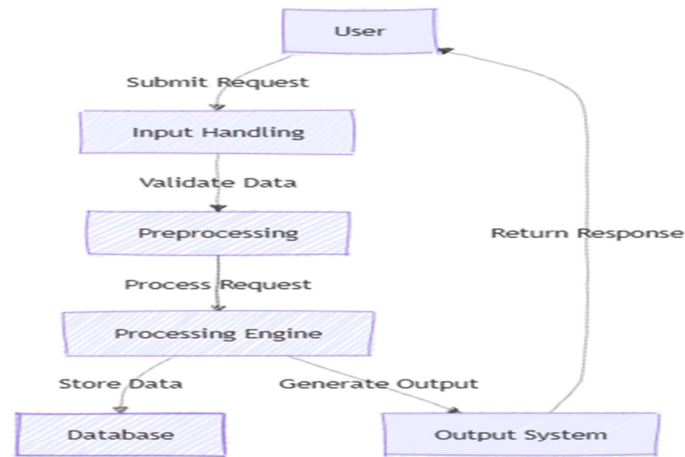 User
Submit Request
Input Handling
Validate Data
Preprocessing
Return Response
Process Request
Processing Engine
Store Data
Generate Output
Database
Output System